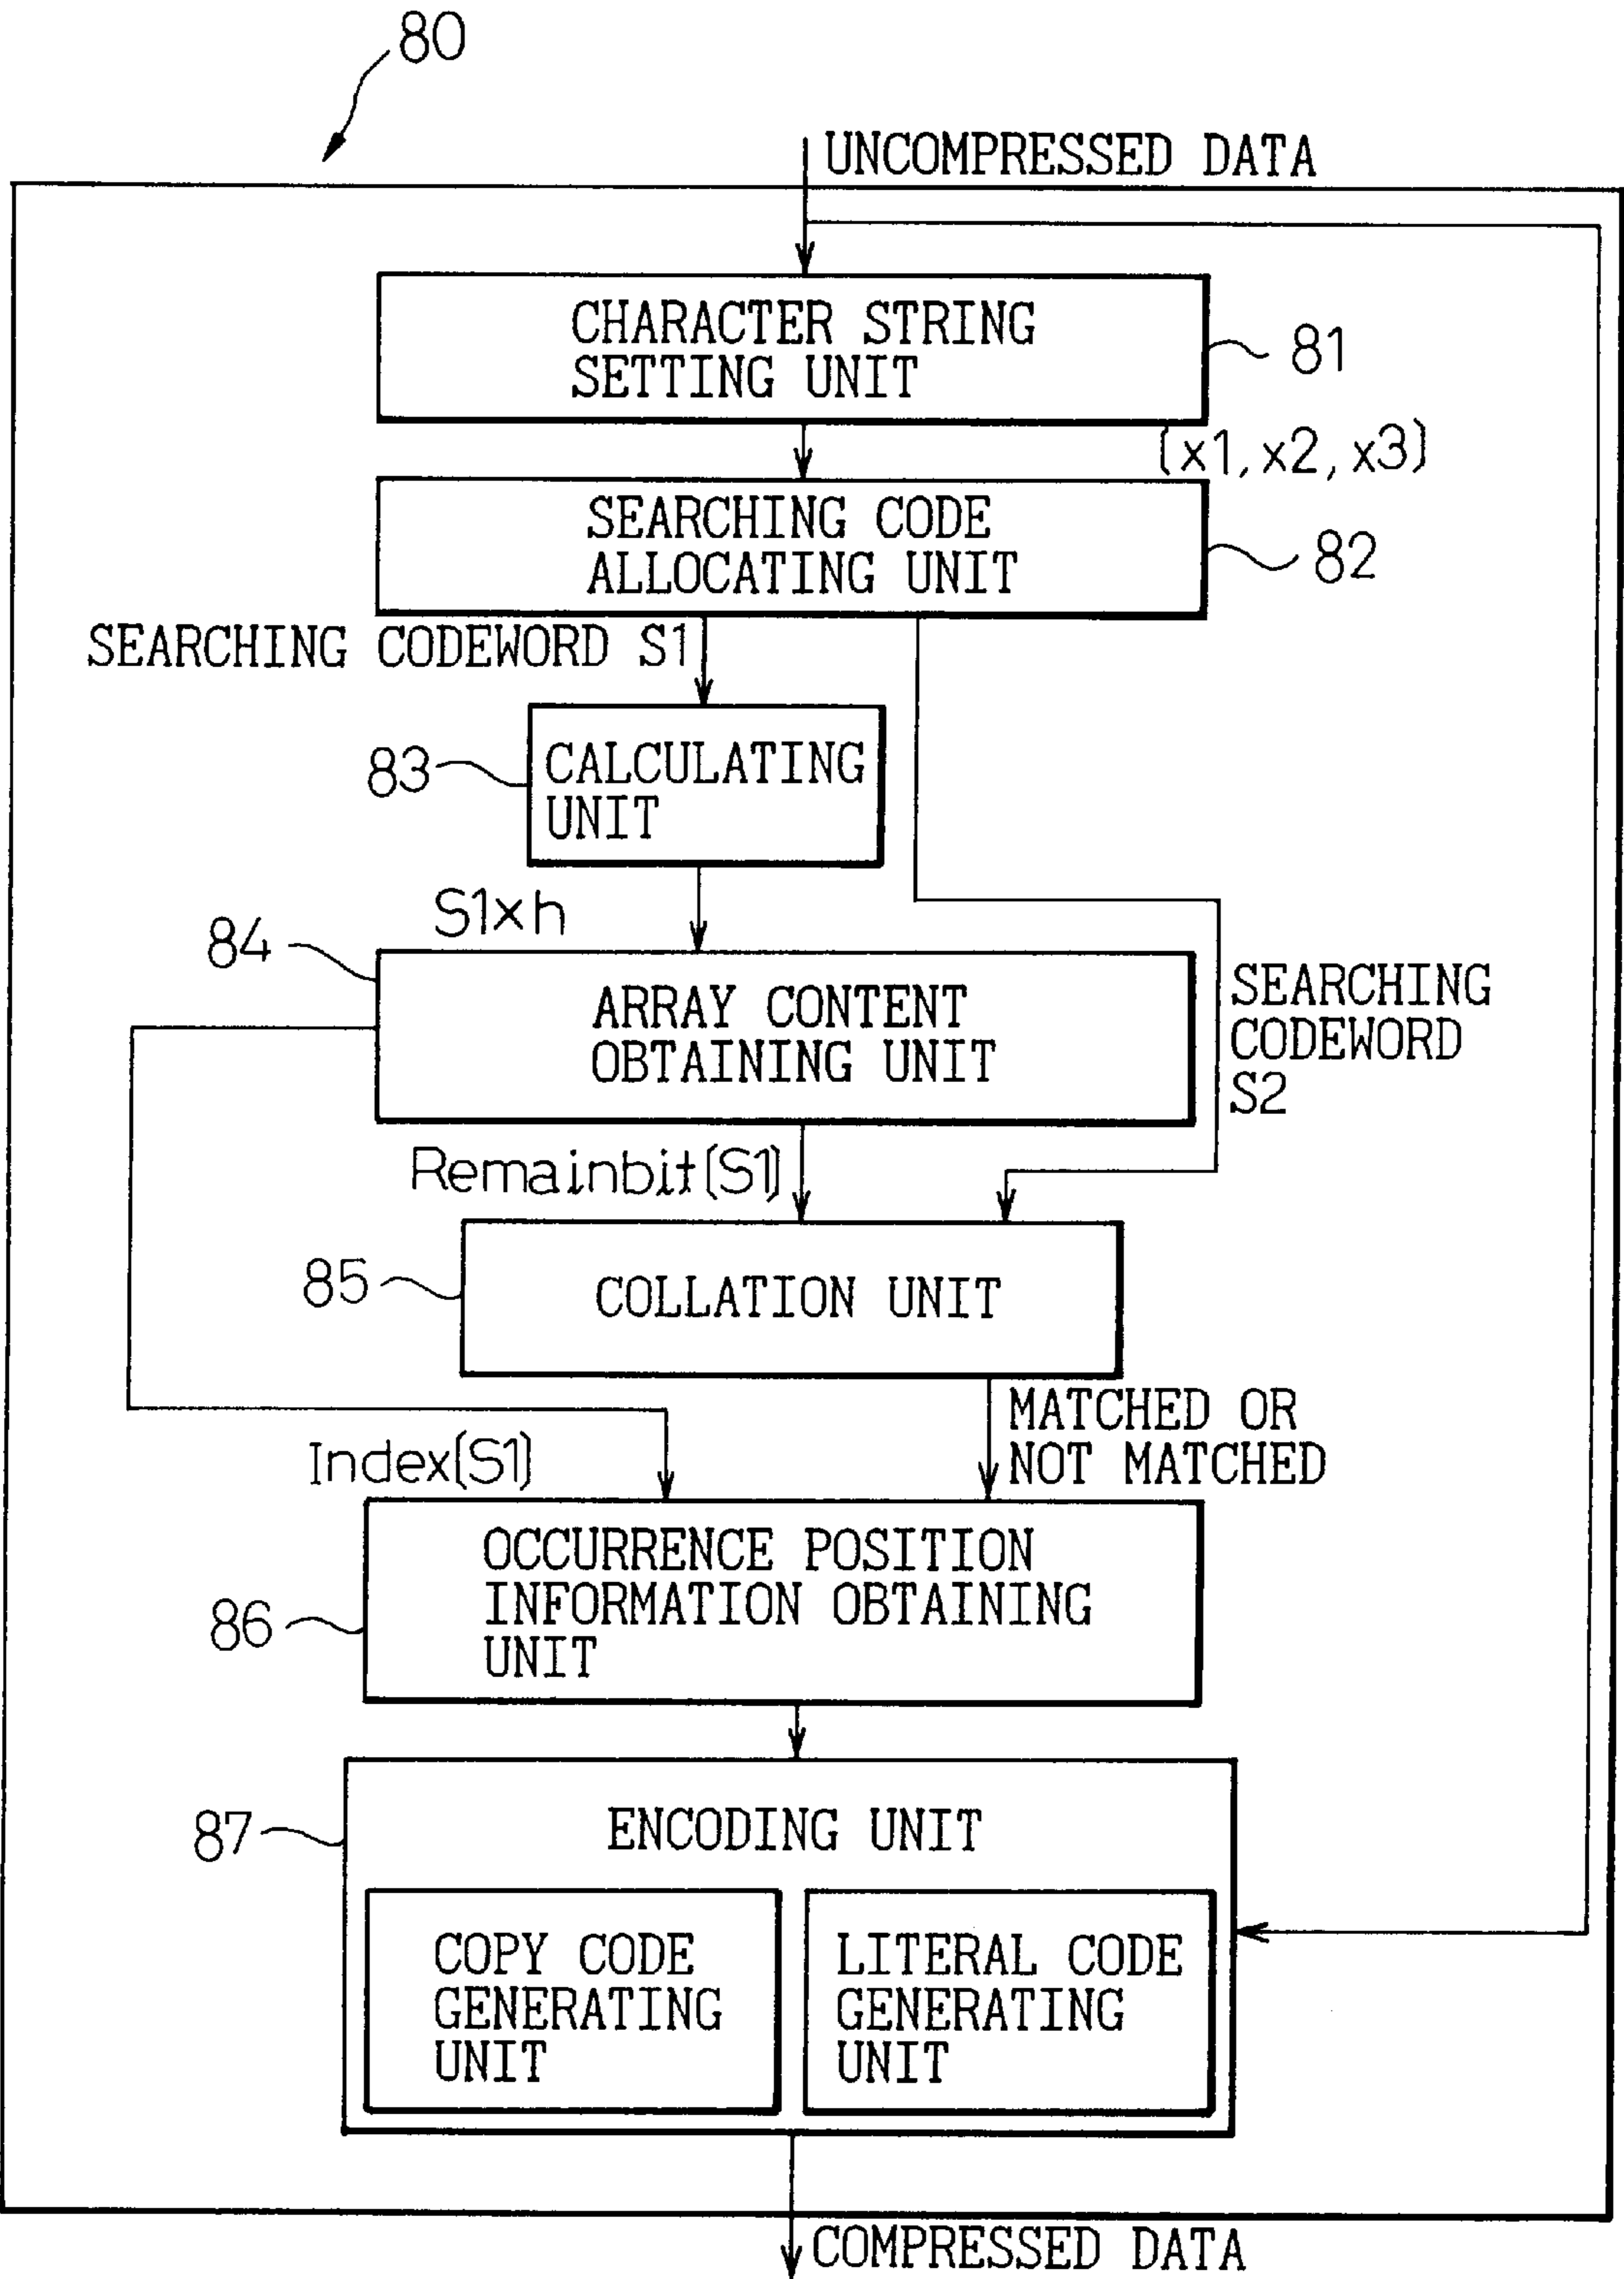 80
UNCOMPRESSED DATA
CHARACTER STRING
SETTING UNIT
81
(x1, x2, x3)
SEARCHING CODE
ALLOCATING UNIT
82
SEARCHING CODEWORD S1
83
CALCULATING
UNIT
S1xh
84
ARRAY CONTENT
OBTAINING UNIT
SEARCHING
CODEWORD
S2
Remainbit(S1)
85
COLLATION UNIT
MATCHED OR
NOT MATCHED
Index(S1)
OCCURRENCE POSITION
INFORMATION OBTAINING
UNIT
86
87
ENCODING UNIT
COPY CODE
GENERATING
UNIT
LITERAL CODE
GENERATING
UNIT
COMPRESSED DATA